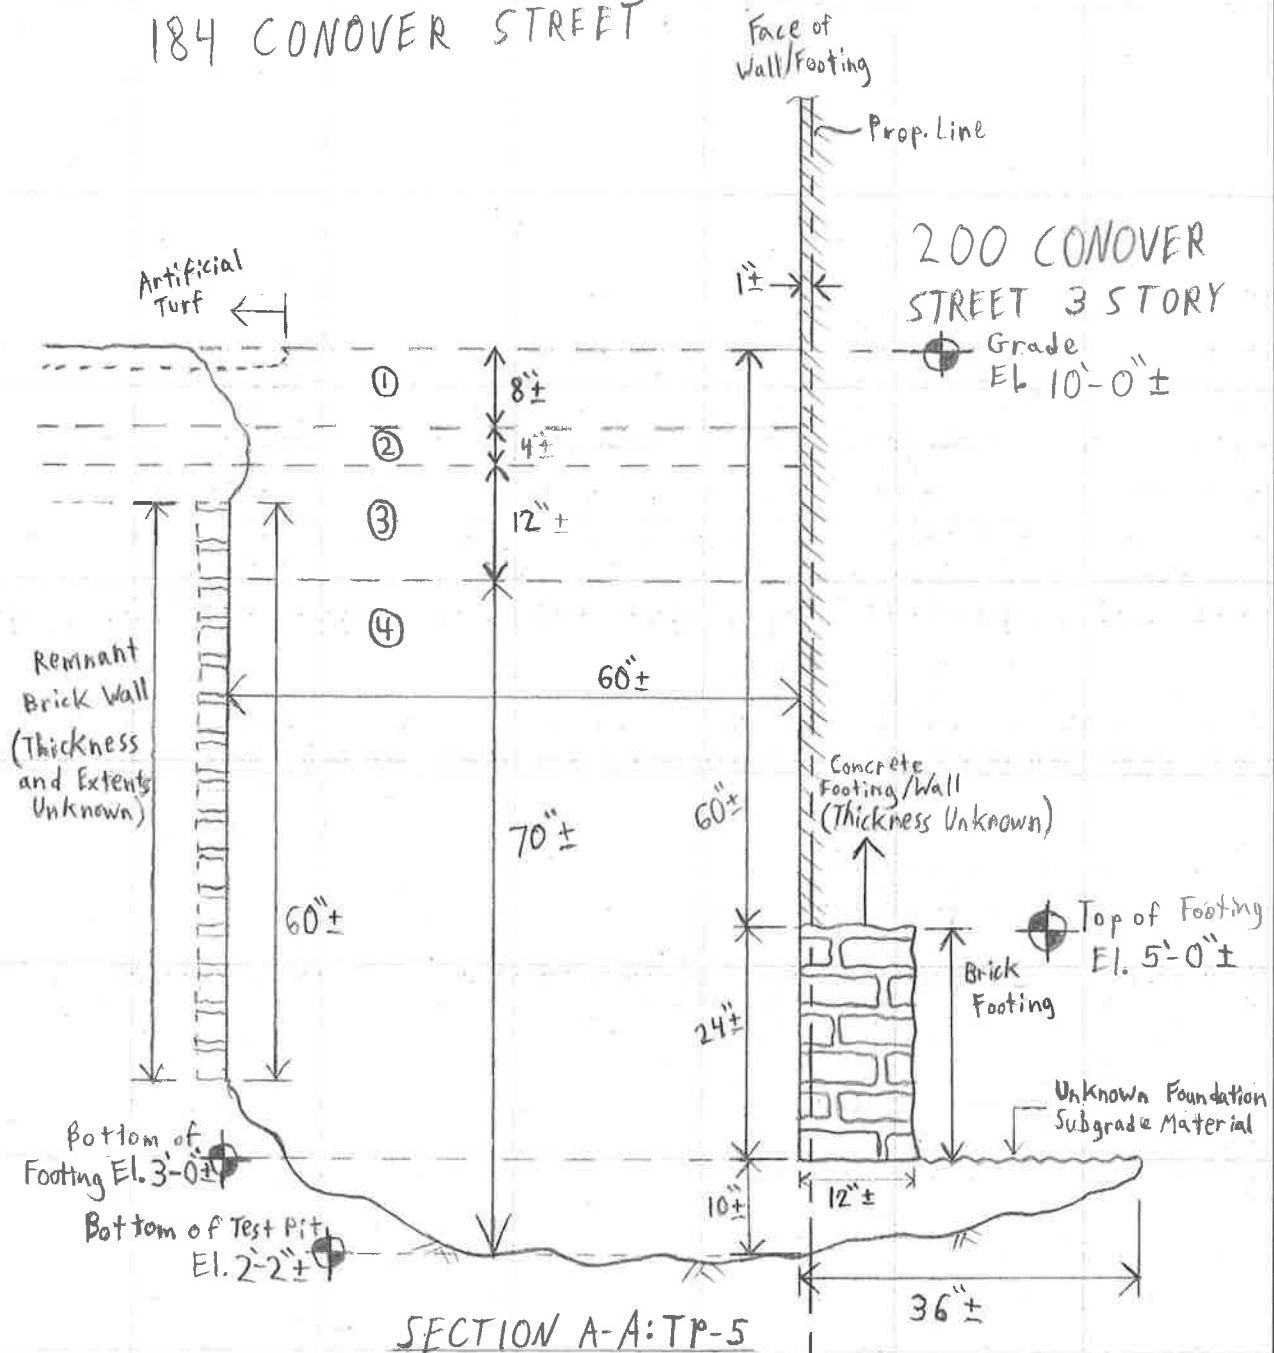 184 CONOVER STREET
Face of
Wall/Footing
Prop. Line
200 CONOVER
STREET 3 STORY
Artificial
Turf
1"±
Grade
El. 10'-0"±
①
8"±
②
4"±
③
12"±
④
Remnant
Brick Wall
(Thickness
and Extents
Unknown)
60"±
60"±
70"±
60"±
Concrete
Footing/Wall
(Thickness Unknown)
Top of Footing
El. 5'-0"±
Brick
Footing
24"±
Unknown Foundation
Subgrade Material
Bottom of
Footing El. 3'-0"±
10"±
12"±
Bottom of Test Pit
El. 2'-2"±
36"±
SECTION A-A: TP-5